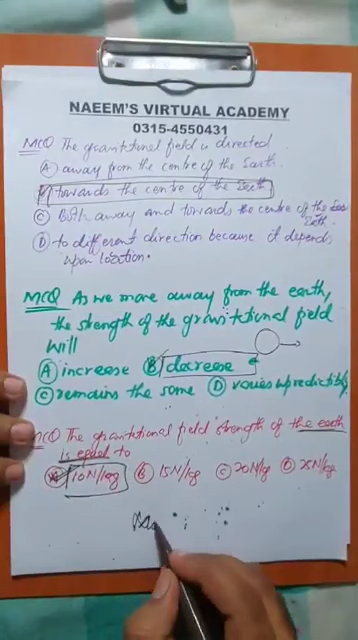 NAEEM'S VIRTUAL ACADEMY
0315-4550431
MCQ The gravitational field is directed
A away from the centre of the Earth.
towards the centre of the Earth
C Both away and towards the centre of the
Earth.
D to different direction because it depends
upon location.
MCQ As we move away from the earth,
the strength of the gravitational field
will
A increase B decrease
C remains the same D varies unpredictibly.
MCQ The gravitational field strength of the earth
is equal to
A 10N/kg B 15N/kg C 20N/kg D 25N/kg